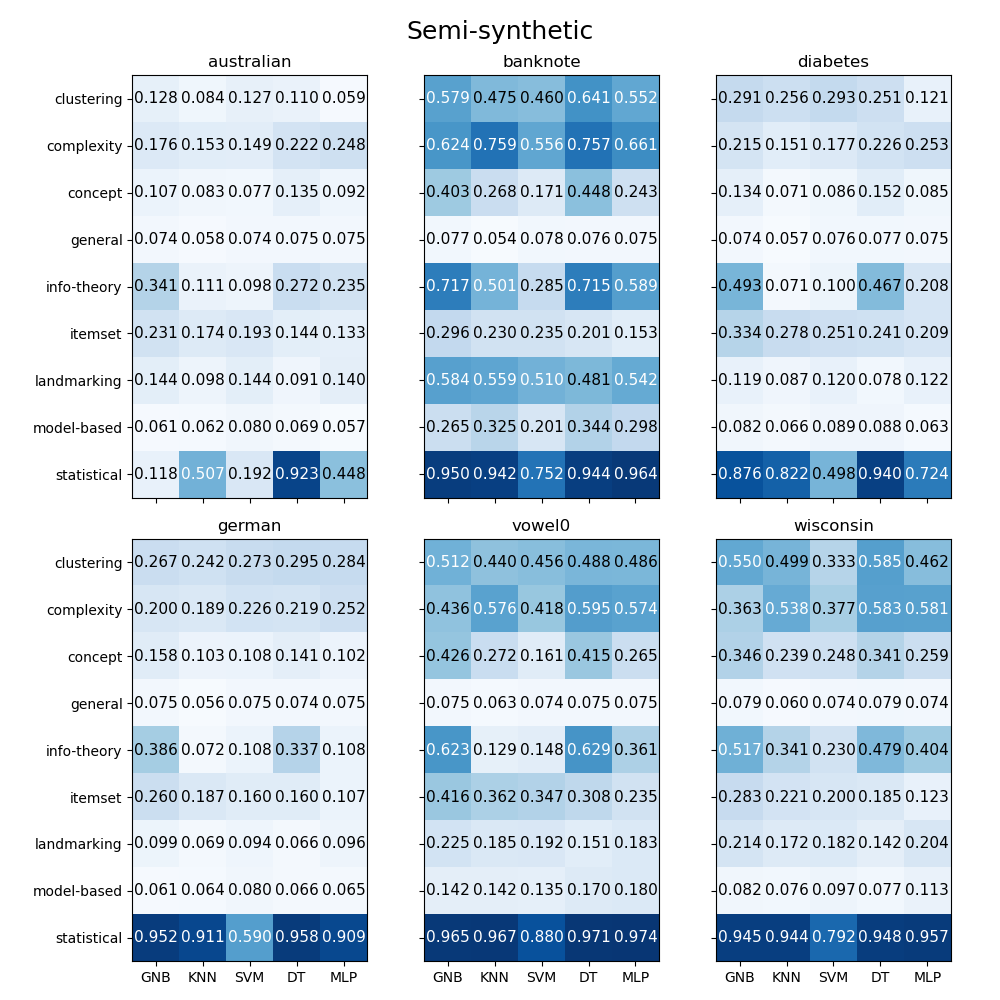 Semi-synthetic
australian banknote diabetes
clustering 0.128 0.084 0.127 0.110 0.059 0.579 0.475 0.460 0.641 0.552 0.291 0.256 0.293 0.251 0.121
complexity 0.176 0.153 0.149 0.222 0.248 0.624 0.759 0.556 0.757 0.661 0.215 0.151 0.177 0.226 0.253
concept 0.107 0.083 0.077 0.135 0.092 0.403 0.268 0.171 0.448 0.243 0.134 0.071 0.086 0.152 0.085
general 0.074 0.058 0.074 0.075 0.075 0.077 0.054 0.078 0.076 0.075 0.074 0.057 0.076 0.077 0.075
info-theory 0.341 0.111 0.098 0.272 0.235 0.717 0.501 0.285 0.715 0.589 0.493 0.071 0.100 0.467 0.208
itemset 0.231 0.174 0.193 0.144 0.133 0.296 0.230 0.235 0.201 0.153 0.334 0.278 0.251 0.241 0.209
landmarking 0.144 0.098 0.144 0.091 0.140 0.584 0.559 0.510 0.481 0.542 0.119 0.087 0.120 0.078 0.122
model-based 0.061 0.062 0.080 0.069 0.057 0.265 0.325 0.201 0.344 0.298 0.082 0.066 0.089 0.088 0.063
statistical 0.118 0.507 0.192 0.923 0.448 0.950 0.942 0.752 0.944 0.964 0.876 0.822 0.498 0.940 0.724
german vowel0 wisconsin
clustering 0.267 0.242 0.273 0.295 0.284 0.512 0.440 0.456 0.488 0.486 0.550 0.499 0.333 0.585 0.462
complexity 0.200 0.189 0.226 0.219 0.252 0.436 0.576 0.418 0.595 0.574 0.363 0.538 0.377 0.583 0.581
concept 0.158 0.103 0.108 0.141 0.102 0.426 0.272 0.161 0.415 0.265 0.346 0.239 0.248 0.341 0.259
general 0.075 0.056 0.075 0.074 0.075 0.075 0.063 0.074 0.075 0.075 0.079 0.060 0.074 0.079 0.074
info-theory 0.386 0.072 0.108 0.337 0.108 0.623 0.129 0.148 0.629 0.361 0.517 0.341 0.230 0.479 0.404
itemset 0.260 0.187 0.160 0.160 0.107 0.416 0.362 0.347 0.308 0.235 0.283 0.221 0.200 0.185 0.123
landmarking 0.099 0.069 0.094 0.066 0.096 0.225 0.185 0.192 0.151 0.183 0.214 0.172 0.182 0.142 0.204
model-based 0.061 0.064 0.080 0.066 0.065 0.142 0.142 0.135 0.170 0.180 0.082 0.076 0.097 0.077 0.113
statistical 0.952 0.911 0.590 0.958 0.909 0.965 0.967 0.880 0.971 0.974 0.945 0.944 0.792 0.948 0.957
GNB KNN SVM DT MLP GNB KNN SVM DT MLP GNB KNN SVM DT MLP